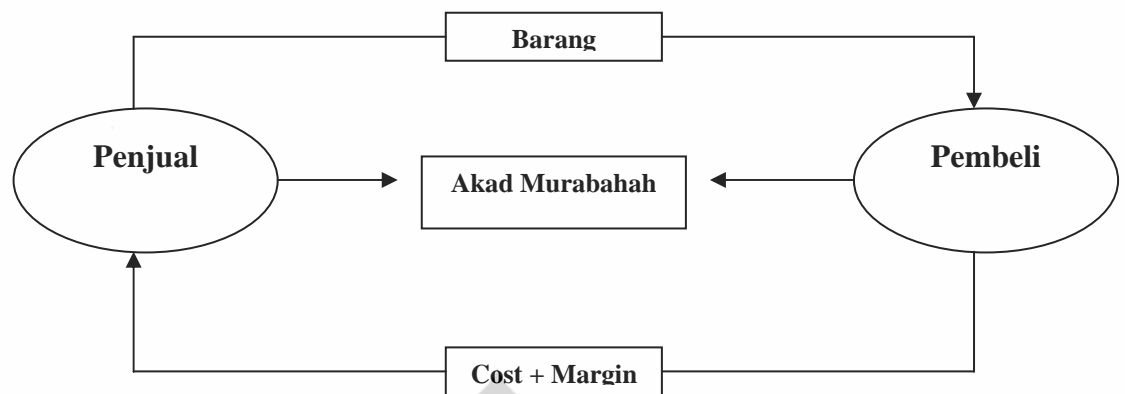 Barang
Penjual
Akad Murabahah
Pembeli
Cost + Margin